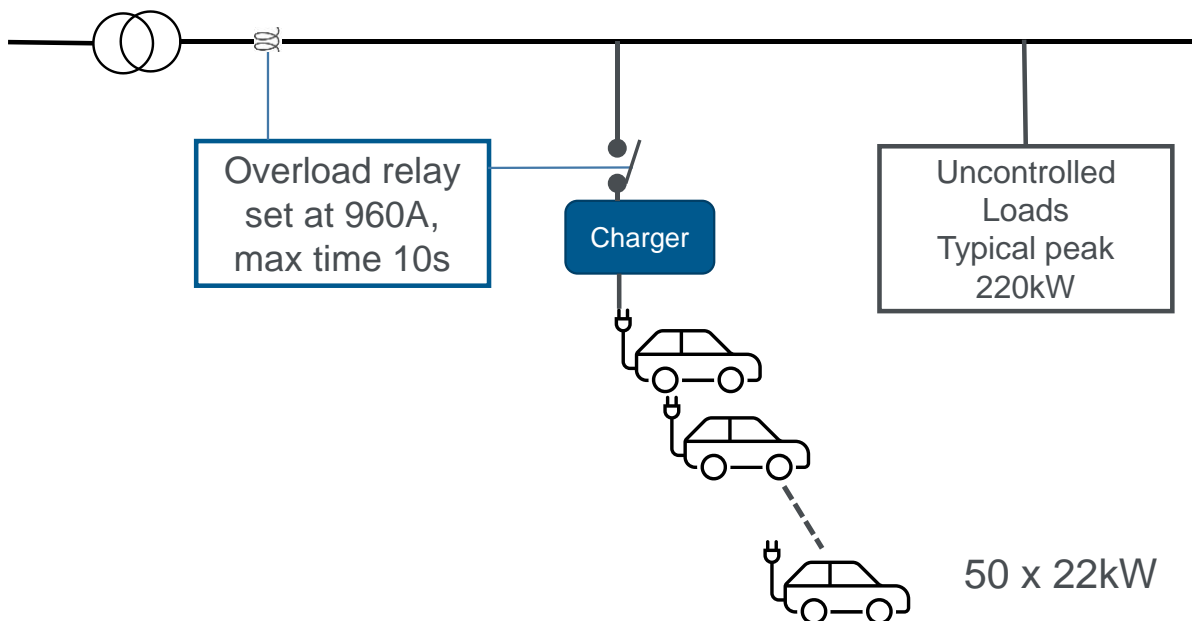 Overload relay
set at 960A,
max time 10s
Charger
Uncontrolled
Loads
Typical peak
220kW
50 x 22kW